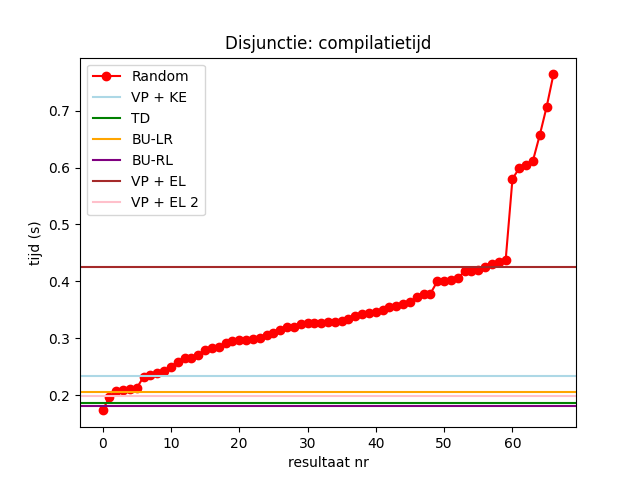 Disjunctie: compilatietijd
Random
VP + KE
TD
BU-LR
BU-RL
VP + EL
VP + EL 2
tijd (s)
0.7
0.6
0.5
0.4
0.3
0.2
0 10 20 30 40 50 60
resultaat nr